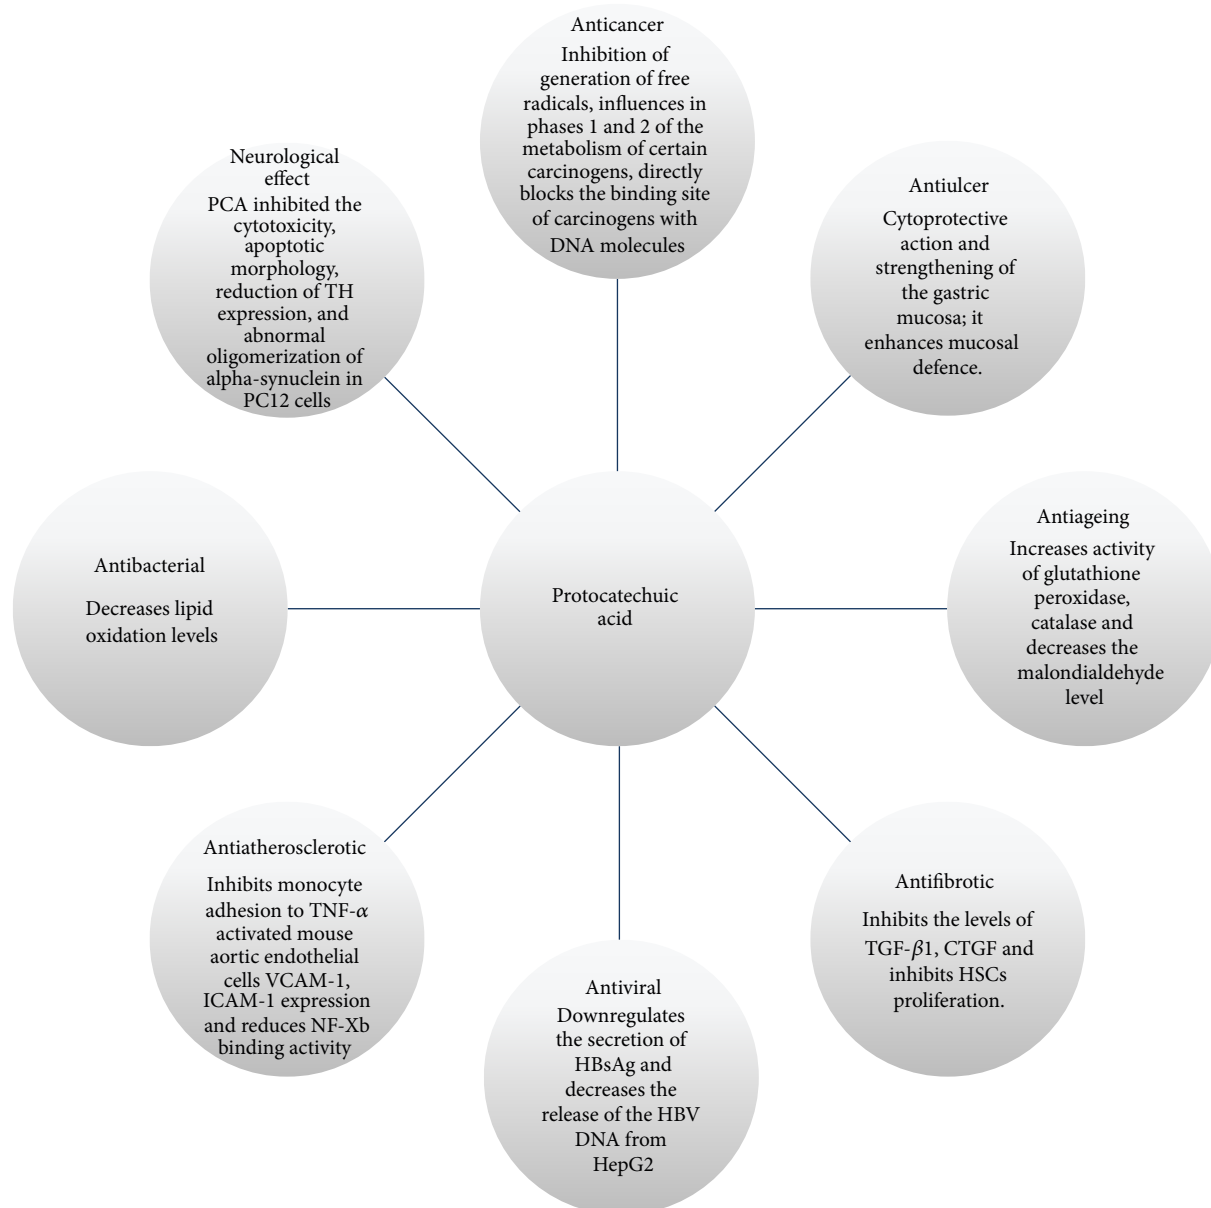 Anticancer
Inhibition of
generation of free
radicals, influences in
phases 1 and 2 of the
metabolism of certain
carcinogens, directly
blocks the binding site
of carcinogens with
DNA molecules
Neurological
effect
PCA inhibited the
cytotoxicity,
apoptotic
morphology,
reduction of TH
expression, and
abnormal
oligomerization of
alpha-synuclein in
PC12 cells
Antiulcer
Cytoprotective
action and
strengthening of
the gastric
mucosa; it
enhances mucosal
defence.
Antibacterial
Decreases lipid
oxidation levels
Protocatechuic
acid
Antiageing
Increases activity
of glutathione
peroxidase,
catalase and
decreases the
malondialdehyde
level
Antiatherosclerotic
Inhibits monocyte
adhesion to TNF-α
activated mouse
aortic endothelial
cells VCAM-1,
ICAM-1 expression
and reduces NF-Xb
binding activity
Antiviral
Downregulates
the secretion of
HBsAg and
decreases the
release of the HBV
DNA from
HepG2
Antifibrotic
Inhibits the levels of
TGF-β1, CTGF and
inhibits HSCs
proliferation.